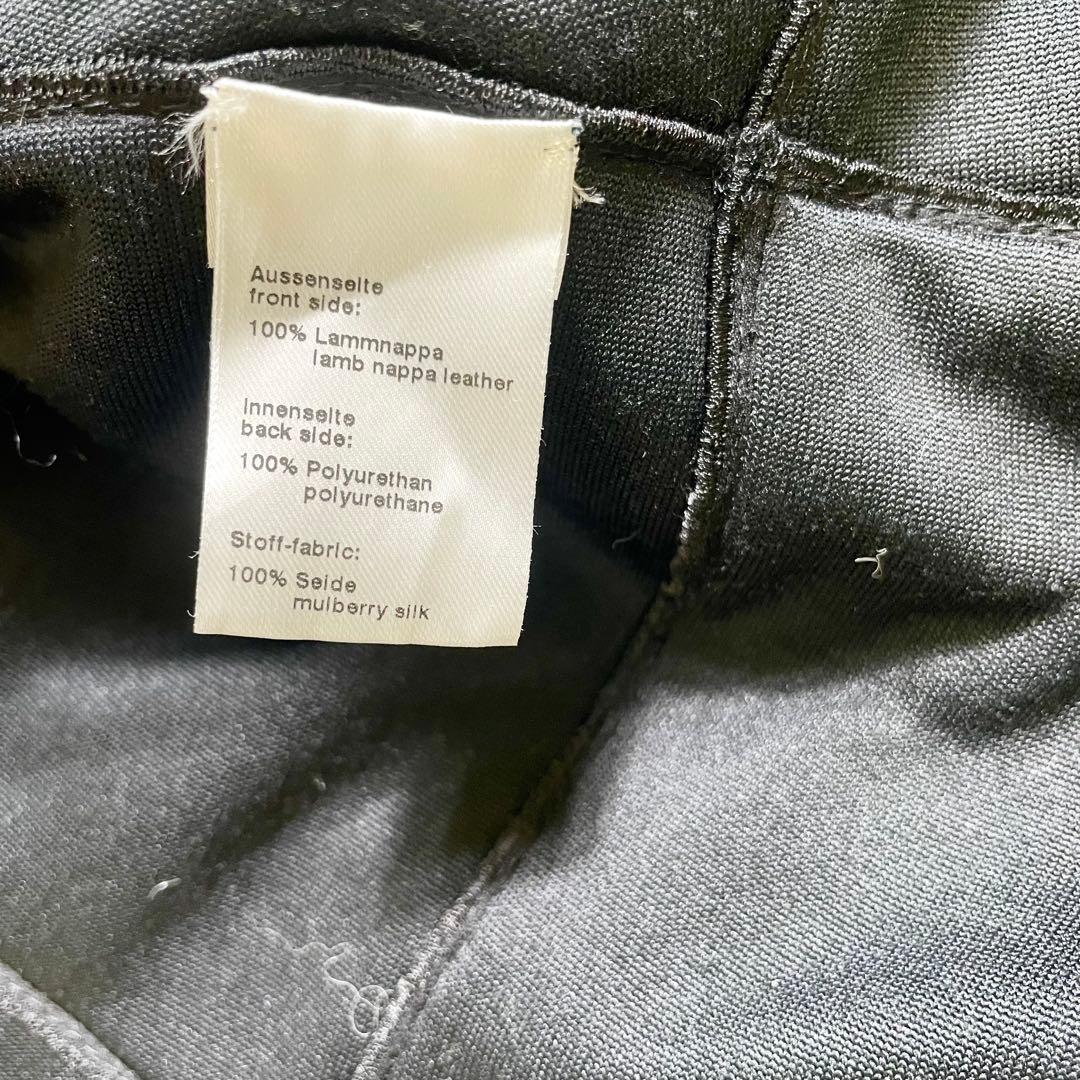 Aussenseite
front side:
100% Lammnappa
lamb nappa leather
Innenseite
back side:
100% Polyurethan
polyurethane
Stoff-fabric:
100% Seide
mulberry silk